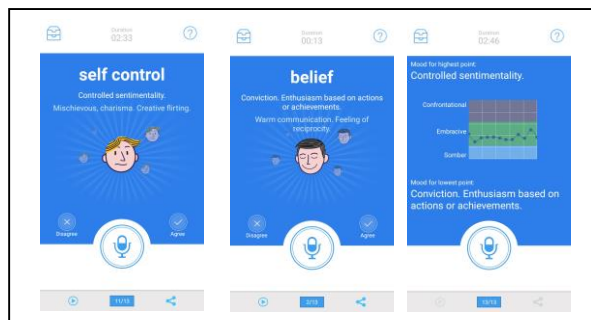 Duration
02:33
?
self control
Controlled sentimentality.
Mischievous, charisma. Creative flirting.
Disagree
Agree
11/13
Duration
00:13
?
belief
Conviction. Enthusiasm based on actions
or achievements.
Warm communication. Feeling of
reciprocity.
Disagree
Agree
3/13
Duration
02:46
?
Mood for highest point:
Controlled sentimentality.
Confrontational
Embracive
Somber
Mood for lowest point:
Conviction. Enthusiasm based on
actions or achievements.